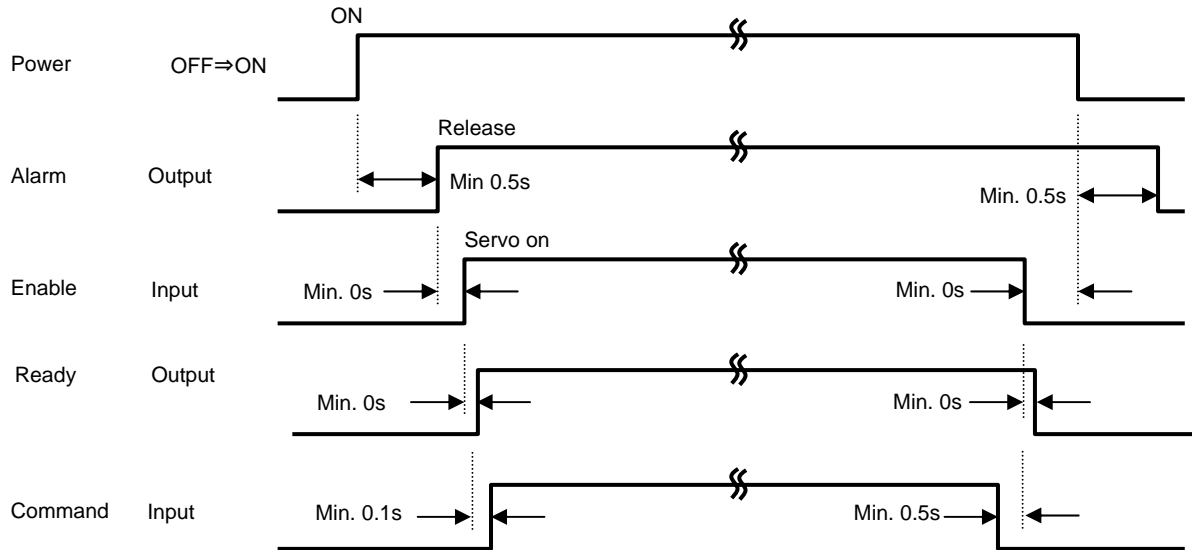 ON
Power OFF⇒ON
Release
Alarm Output Min 0.5s Min. 0.5s
Servo on
Enable Input Min. 0s Min. 0s
Ready Output
Min. 0s Min. 0s
Command Input Min. 0.1s Min. 0.5s